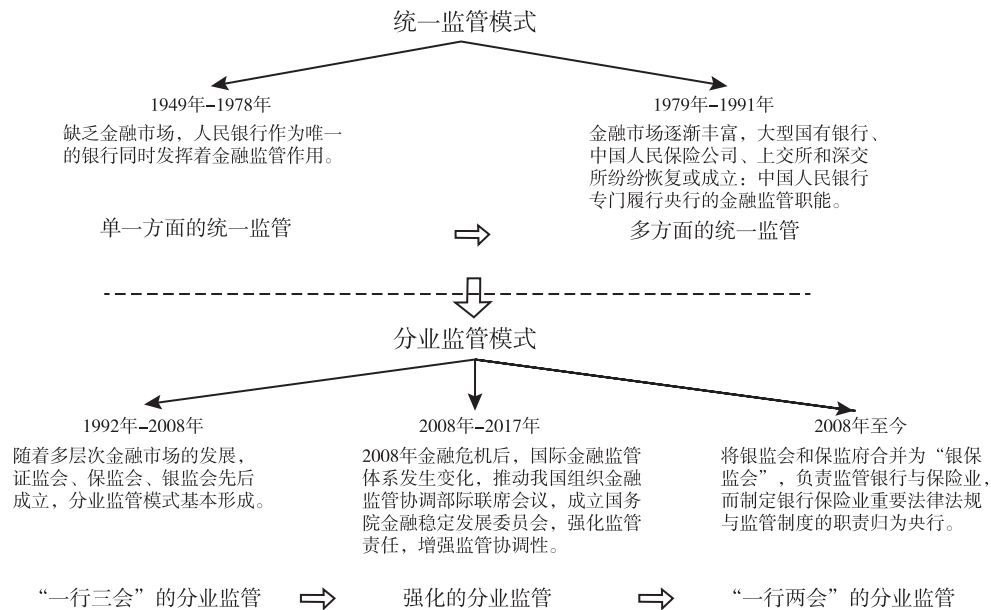 统一监管模式
1949年–1978年
缺乏金融市场，人民银行作为唯一
的银行同时发挥着金融监管作用。
1979年–1991年
金融市场逐渐丰富，大型国有银行、
中国人民保险公司、上交所和深交
所纷纷恢复或成立；中国人民银行
专门履行央行的金融监管职能。
单一方面的统一监管
多方面的统一监管
分业监管模式
1992年–2008年
随着多层次金融市场的发展，
证监会、保监会、银监会先后
成立，分业监管模式基本形成。
2008年–2017年
2008年金融危机后，国际金融监管
体系发生变化，推动我国组织金融
监管协调部际联席会议，成立国务
院金融稳定发展委员会，强化监管
责任，增强监管协调性。
2008年至今
将银监会和保监府合并为“银保
监会”，负责监管银行与保险业，
而制定银行保险业重要法律法规
与监管制度的职责归为央行。
“一行三会”的分业监管
强化的分业监管
“一行两会”的分业监管